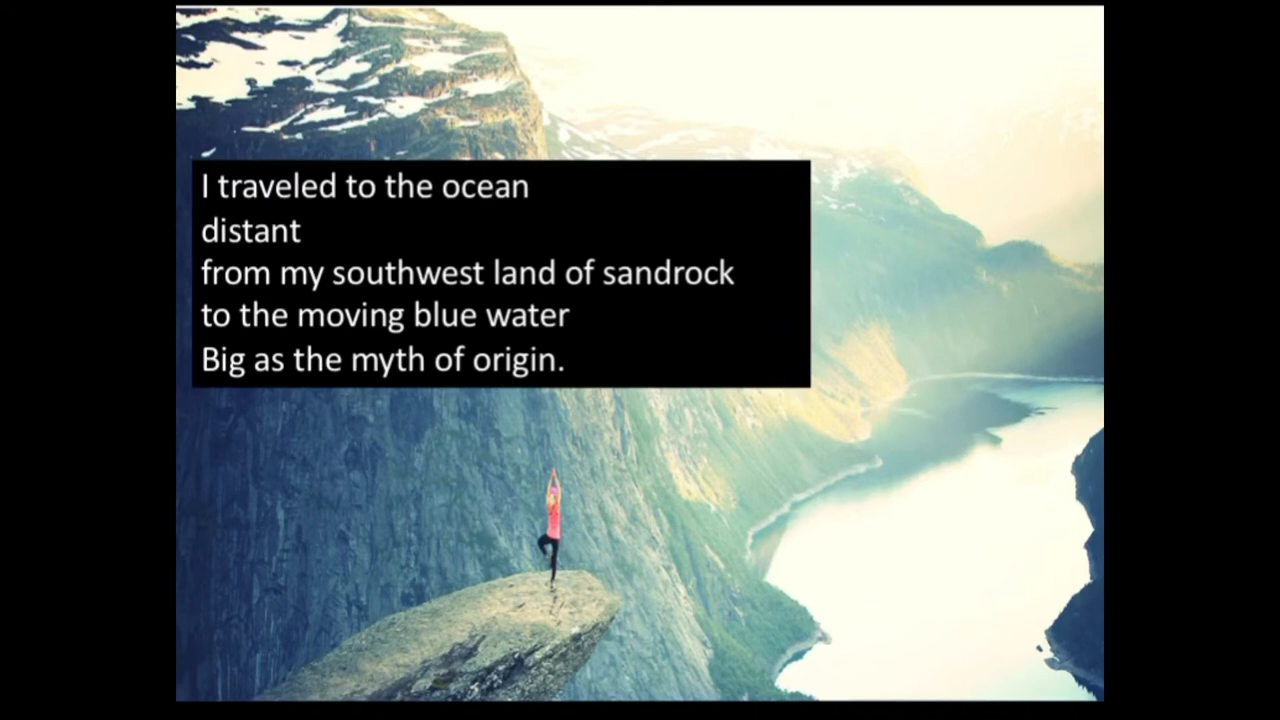 I traveled to the ocean
distant
from my southwest land of sandrock
to the moving blue water
Big as the myth of origin.